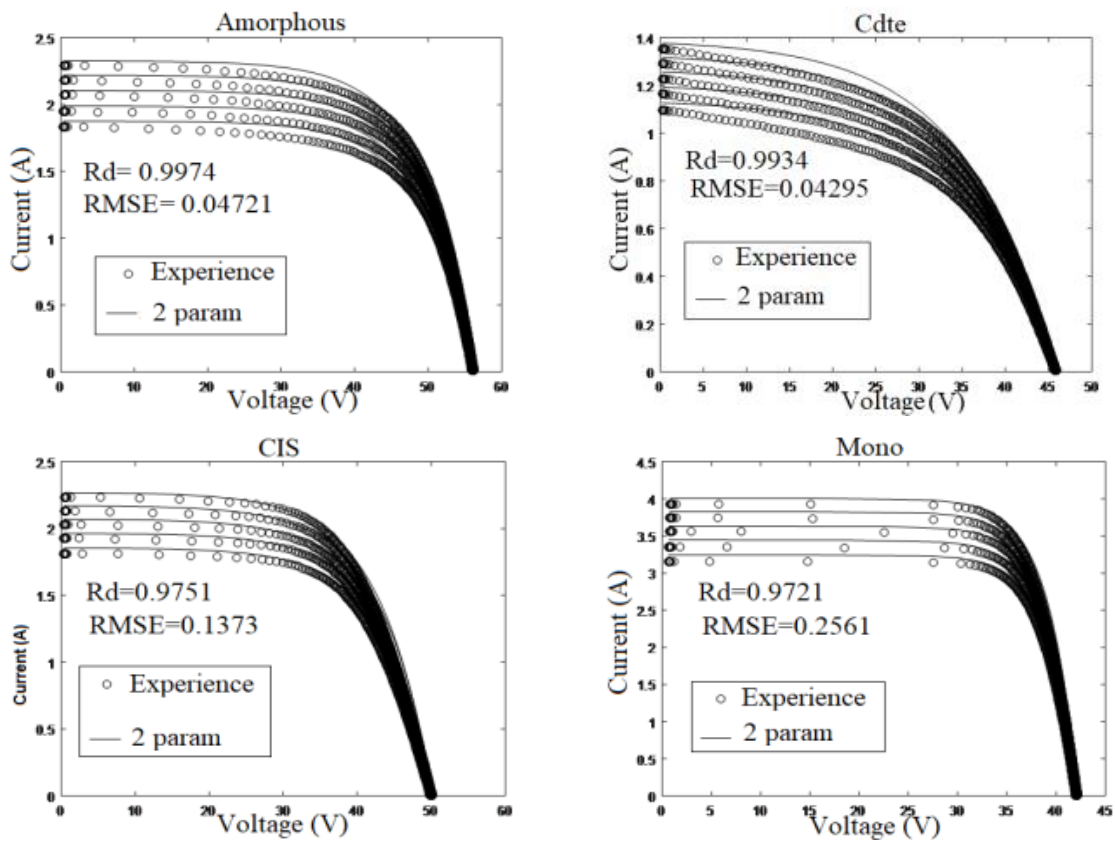 Amorphous
2.5
2
1.5
1
0.5
0
Current (A)
Rd= 0.9974
RMSE= 0.04721
Experience
2 param
0 10 20 30 40 50 60
Voltage (V)
Cdte
1.4
1.2
1
0.8
0.6
0.4
0.2
0
Current (A)
Rd=0.9934
RMSE=0.04295
Experience
2 param
0 5 10 15 20 25 30 35 40 45 50
Voltage (V)
CIS
2.5
2
1.5
1
0.5
0
Current (A)
Rd=0.9751
RMSE=0.1373
Experience
2 param
0 10 20 30 40 50 60
Voltage (V)
Mono
4.5
4
3.5
3
2.5
2
1.5
1
0.5
0
Current (A)
Rd=0.9721
RMSE=0.2561
Experience
2 param
0 5 10 15 20 25 30 35 40 45
Voltage (V)